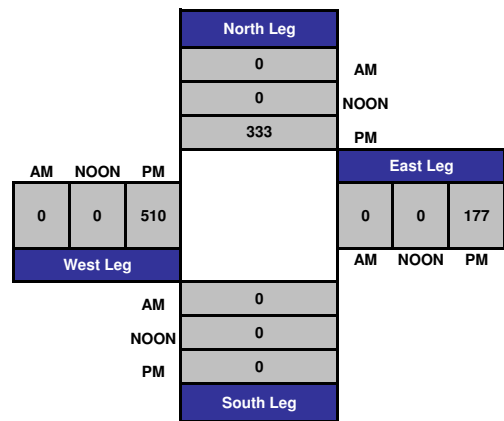 North Leg
0 AM
0 NOON
333 PM
AM NOON PM East Leg
0 0 510 0 0 177
West Leg AM NOON PM
AM 0
NOON 0
PM 0
South Leg